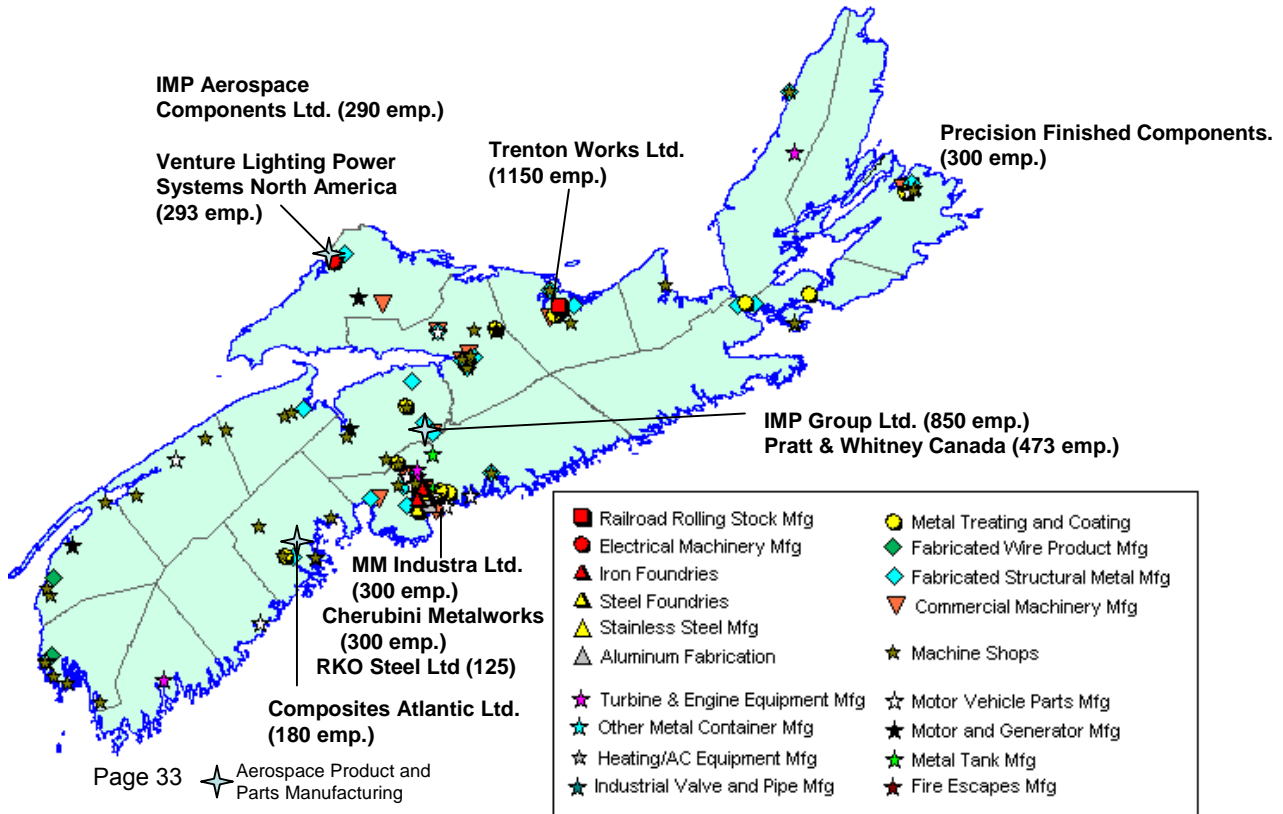 IMP Aerospace
Components Ltd. (290 emp.)
Venture Lighting Power
Systems North America
(293 emp.)
Trenton Works Ltd.
(1150 emp.)
Precision Finished Components.
(300 emp.)
IMP Group Ltd. (850 emp.)
Pratt & Whitney Canada (473 emp.)
MM Industra Ltd.
(300 emp.)
Cherubini Metalworks
(300 emp.)
RKO Steel Ltd (125)
Composites Atlantic Ltd.
(180 emp.)
Page 33
Aerospace Product and
Parts Manufacturing
Railroad Rolling Stock Mfg
Electrical Machinery Mfg
Iron Foundries
Steel Foundries
Stainless Steel Mfg
Aluminum Fabrication
Turbine & Engine Equipment Mfg
Other Metal Container Mfg
Heating/AC Equipment Mfg
Industrial Valve and Pipe Mfg
Metal Treating and Coating
Fabricated Wire Product Mfg
Fabricated Structural Metal Mfg
Commercial Machinery Mfg
Machine Shops
Motor Vehicle Parts Mfg
Motor and Generator Mfg
Metal Tank Mfg
Fire Escapes Mfg